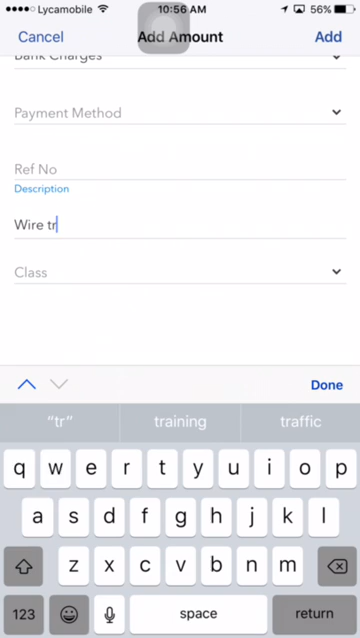 Lycamobile 10:56 AM 56%
Cancel Add Amount Add
Bank Charges
Payment Method
Ref No
Description
Wire tr
Class
Done
"tr" training traffic
q w e r t y u i o p
a s d f g h j k l
z x c v b n m
123 space return